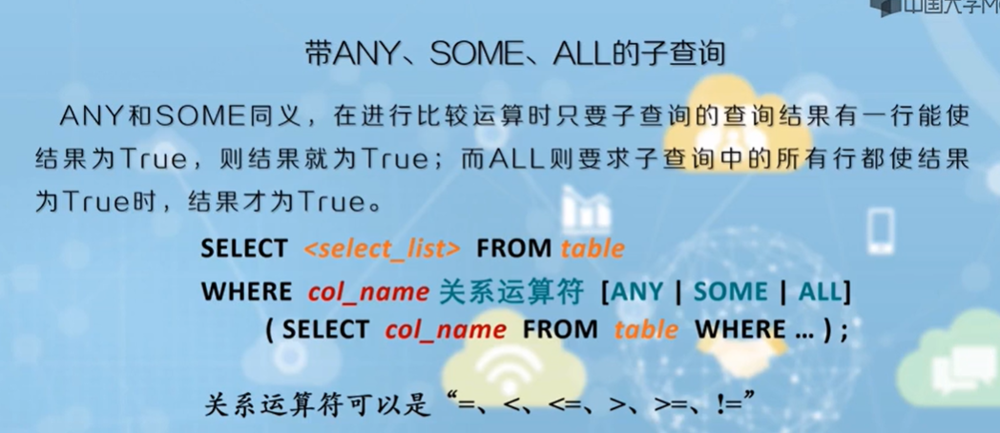 中国大学M
带ANY、SOME、ALL的子查询
ANY和SOME同义，在进行比较运算时只要子查询的查询结果有一行能使
结果为True，则结果就为True；而ALL则要求子查询中的所有行都使结果
为True时，结果才为True。
SELECT <select_list> FROM table
WHERE col_name 关系运算符 [ANY | SOME | ALL]
( SELECT col_name FROM table WHERE … ) ;
关系运算符可以是“=、<、<=、>、>=、!=”